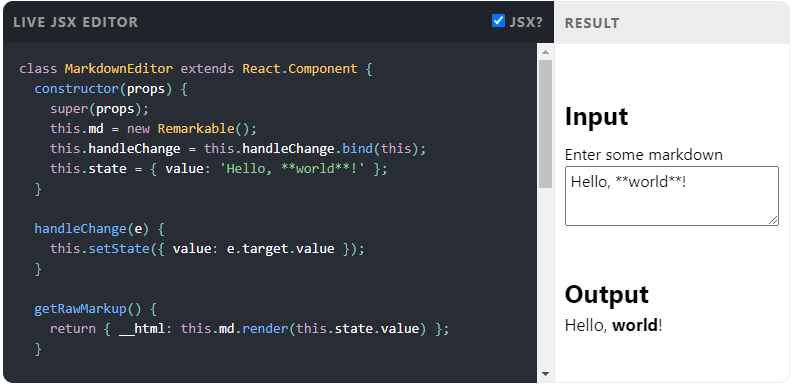 LIVE JSX EDITOR
JSX?
class MarkdownEditor extends React.Component {
  constructor(props) {
    super(props);
    this.md = new Remarkable();
    this.handleChange = this.handleChange.bind(this);
    this.state = { value: 'Hello, **world**!' };
  }

  handleChange(e) {
    this.setState({ value: e.target.value });
  }

  getRawMarkup() {
    return { __html: this.md.render(this.state.value) };
  }
RESULT
Input
Enter some markdown
Hello, **world**!
Output
Hello, world!